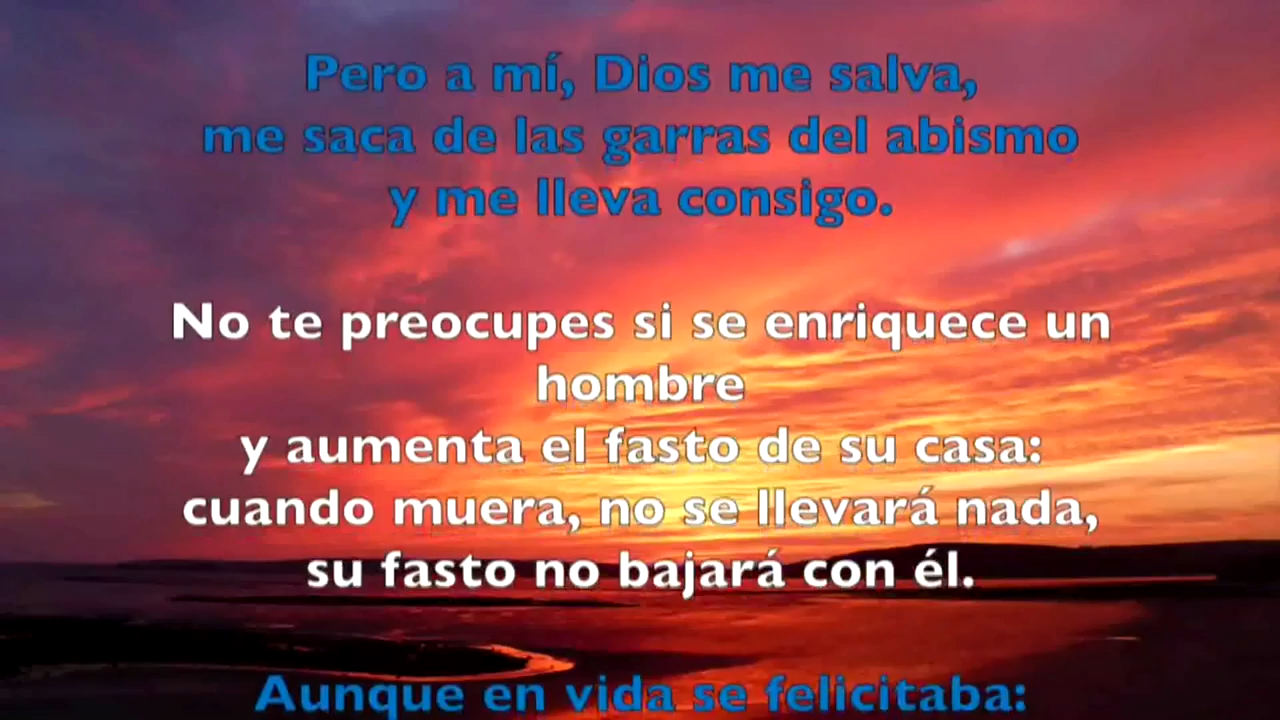 Pero a mí, Dios me salva,
me saca de las garras del abismo
y me lleva consigo.
No te preocupes si se enriquece un
hombre
y aumenta el fasto de su casa:
cuando muera, no se llevará nada,
su fasto no bajará con él.
Aunque en vida se felicitaba: